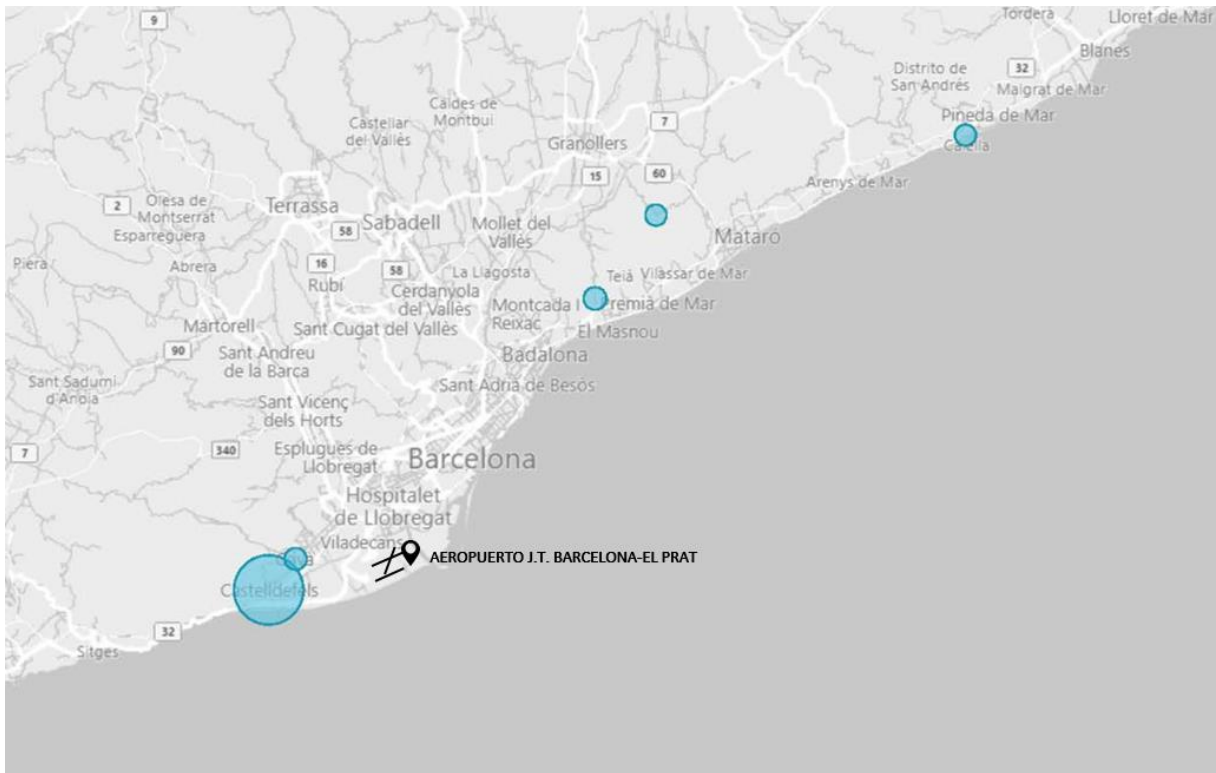 9
Tordera
Lloret de Mar
Blanes
Distrito de
San Andrés
32
Malgrat de Mar
Caldes de
Montbui
Castellar
del Vallès
7
Pineda de Mar
Granollers
Calella
15
60
Arenys de Mar
Olesa de
Montserrat
2
Terrassa
Esparreguera
58
Sabadell
Mollet del
Vallès
Mataró
Piera
Abrera
16
Rubí
58
La Llagosta
Teiá
Vilassar de Mar
Cerdanyola
del Vallès
Montcada I
Reixac
Premiá de Mar
Martorell
Sant Cugat del Vallès
El Masnou
90
Sant Andreu
de la Barca
Badalona
Sant Sadurní
d'Anoia
Sant Adrià de Besós
Sant Vicenç
dels Horts
7
340
Esplugues de
Llobregat
Barcelona
Hospitalet
de Llobregat
Viladecans
AEROPUERTO J.T. BARCELONA-EL PRAT
Castelldefels
32
Sitges